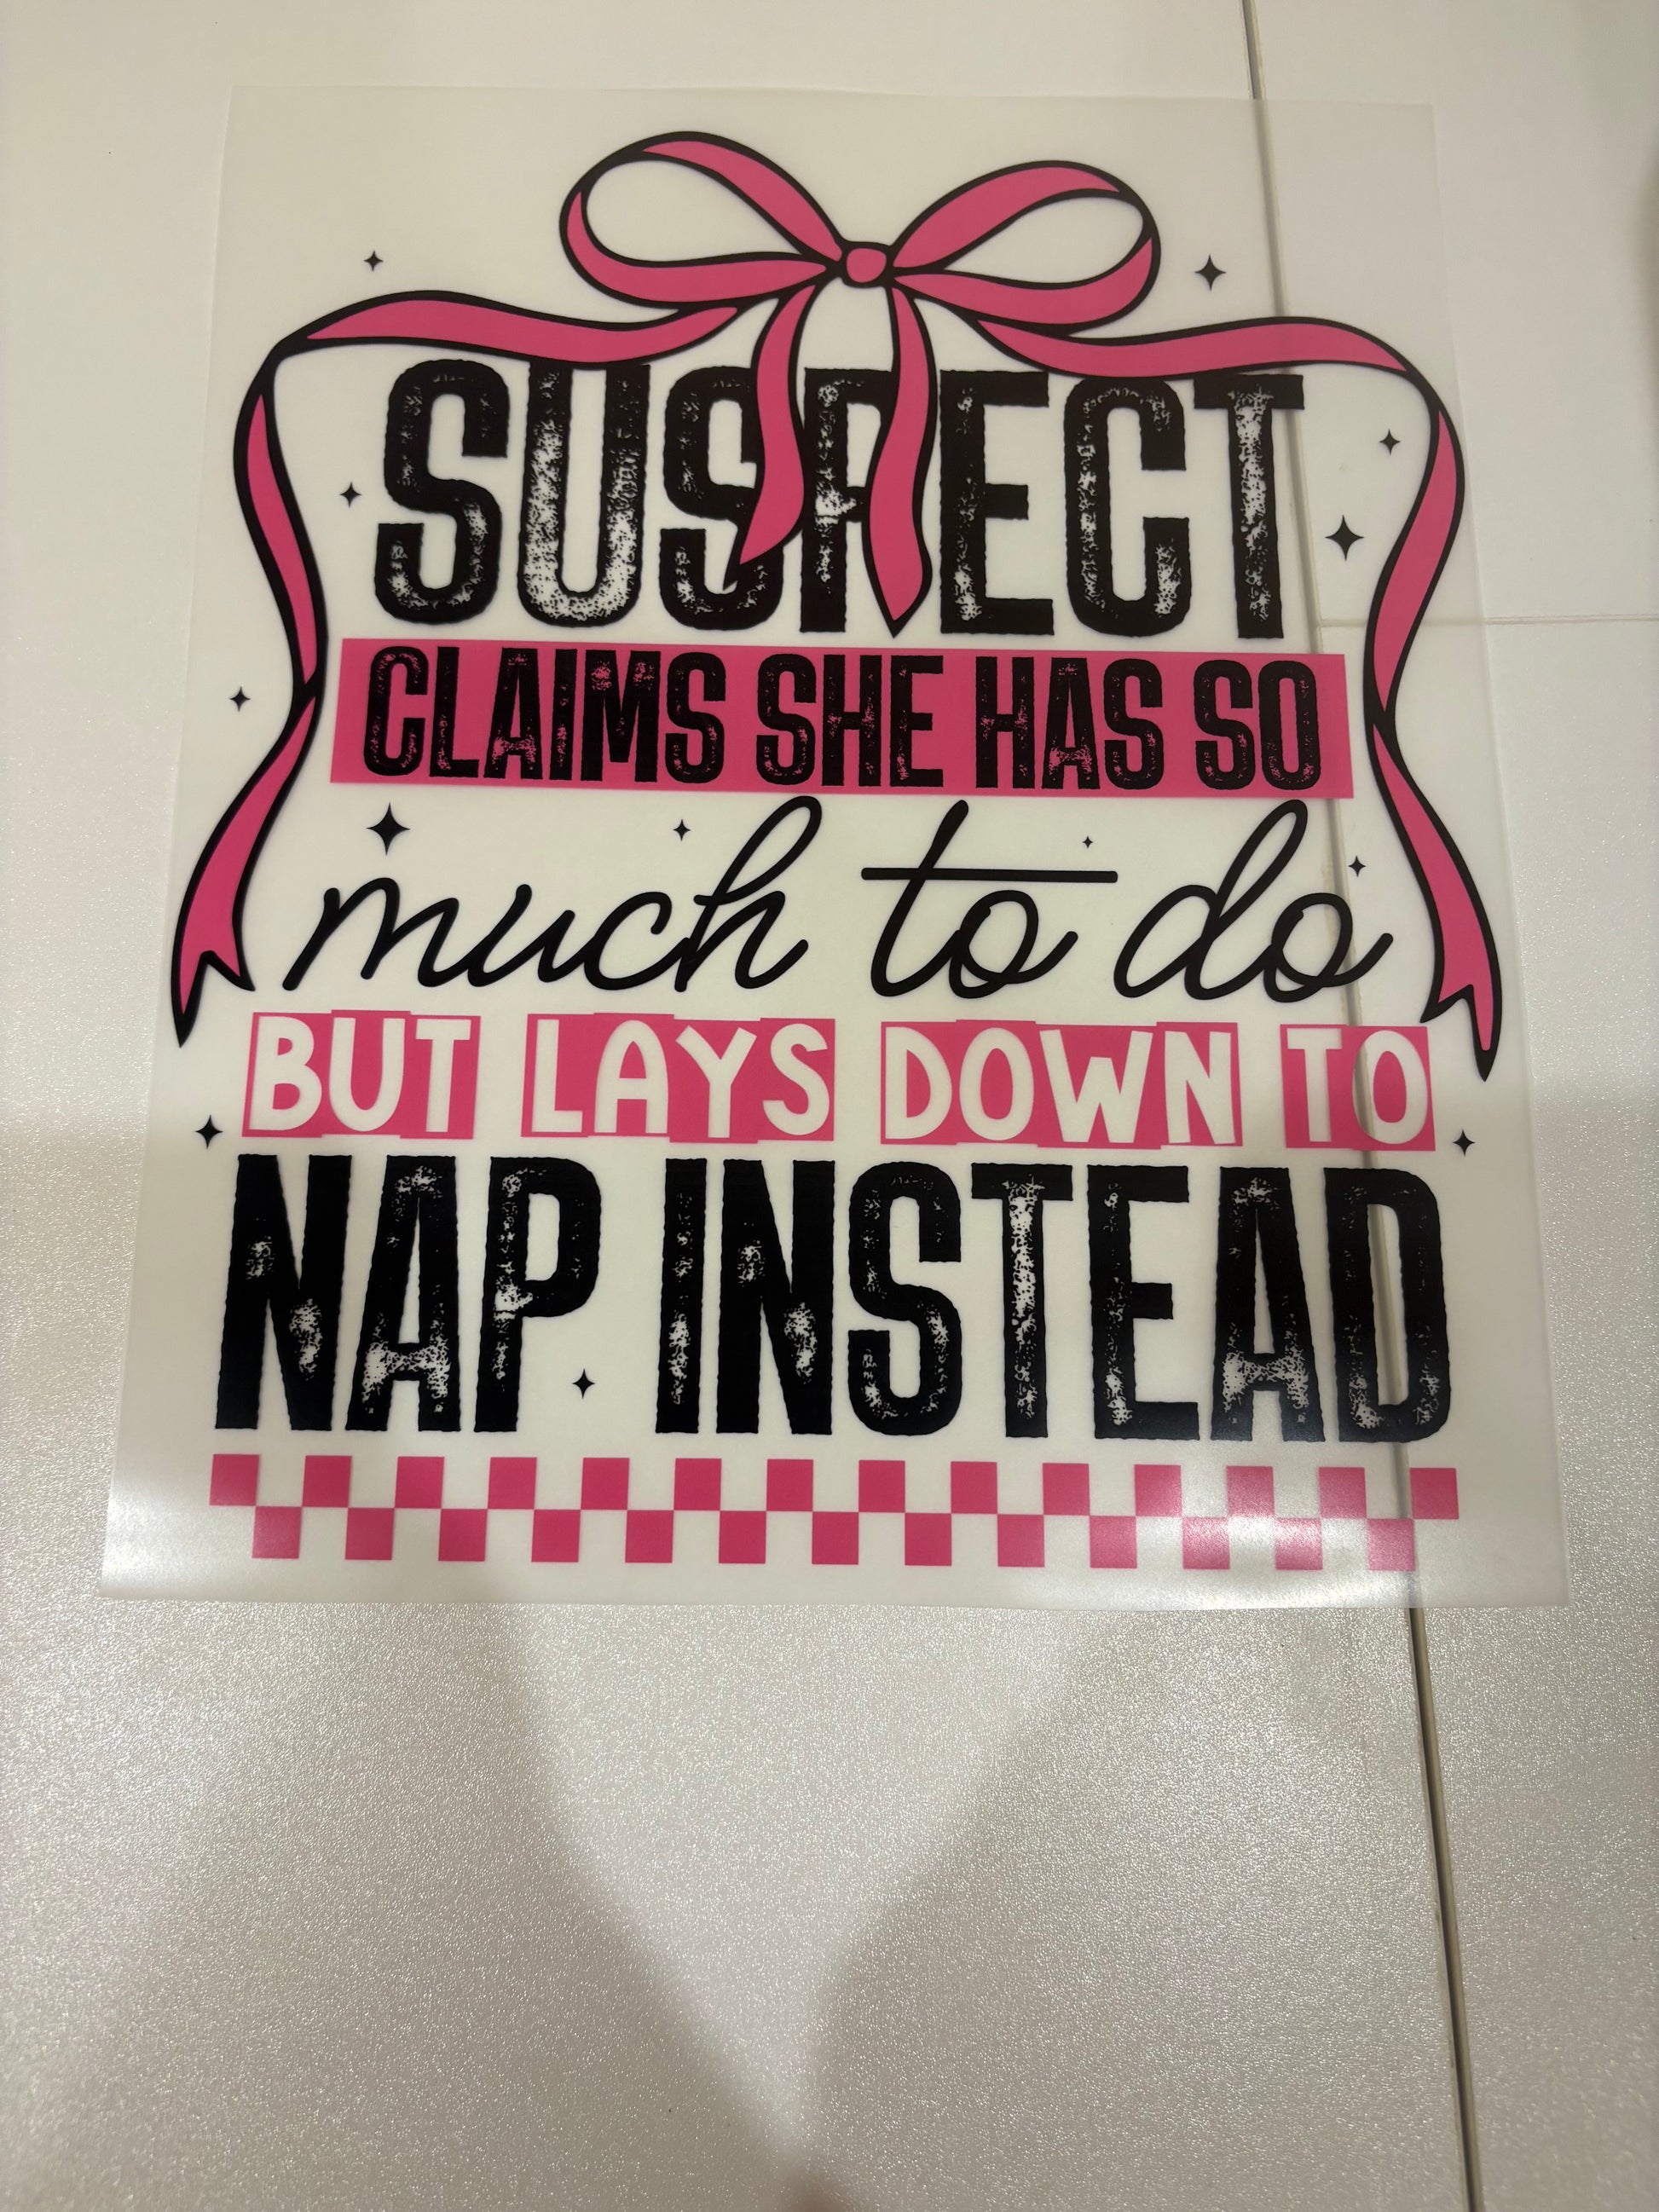 SUSPECT
CLAIMS SHE HAS SO
much to do
BUT LAYS DOWN TO
NAP INSTEAD